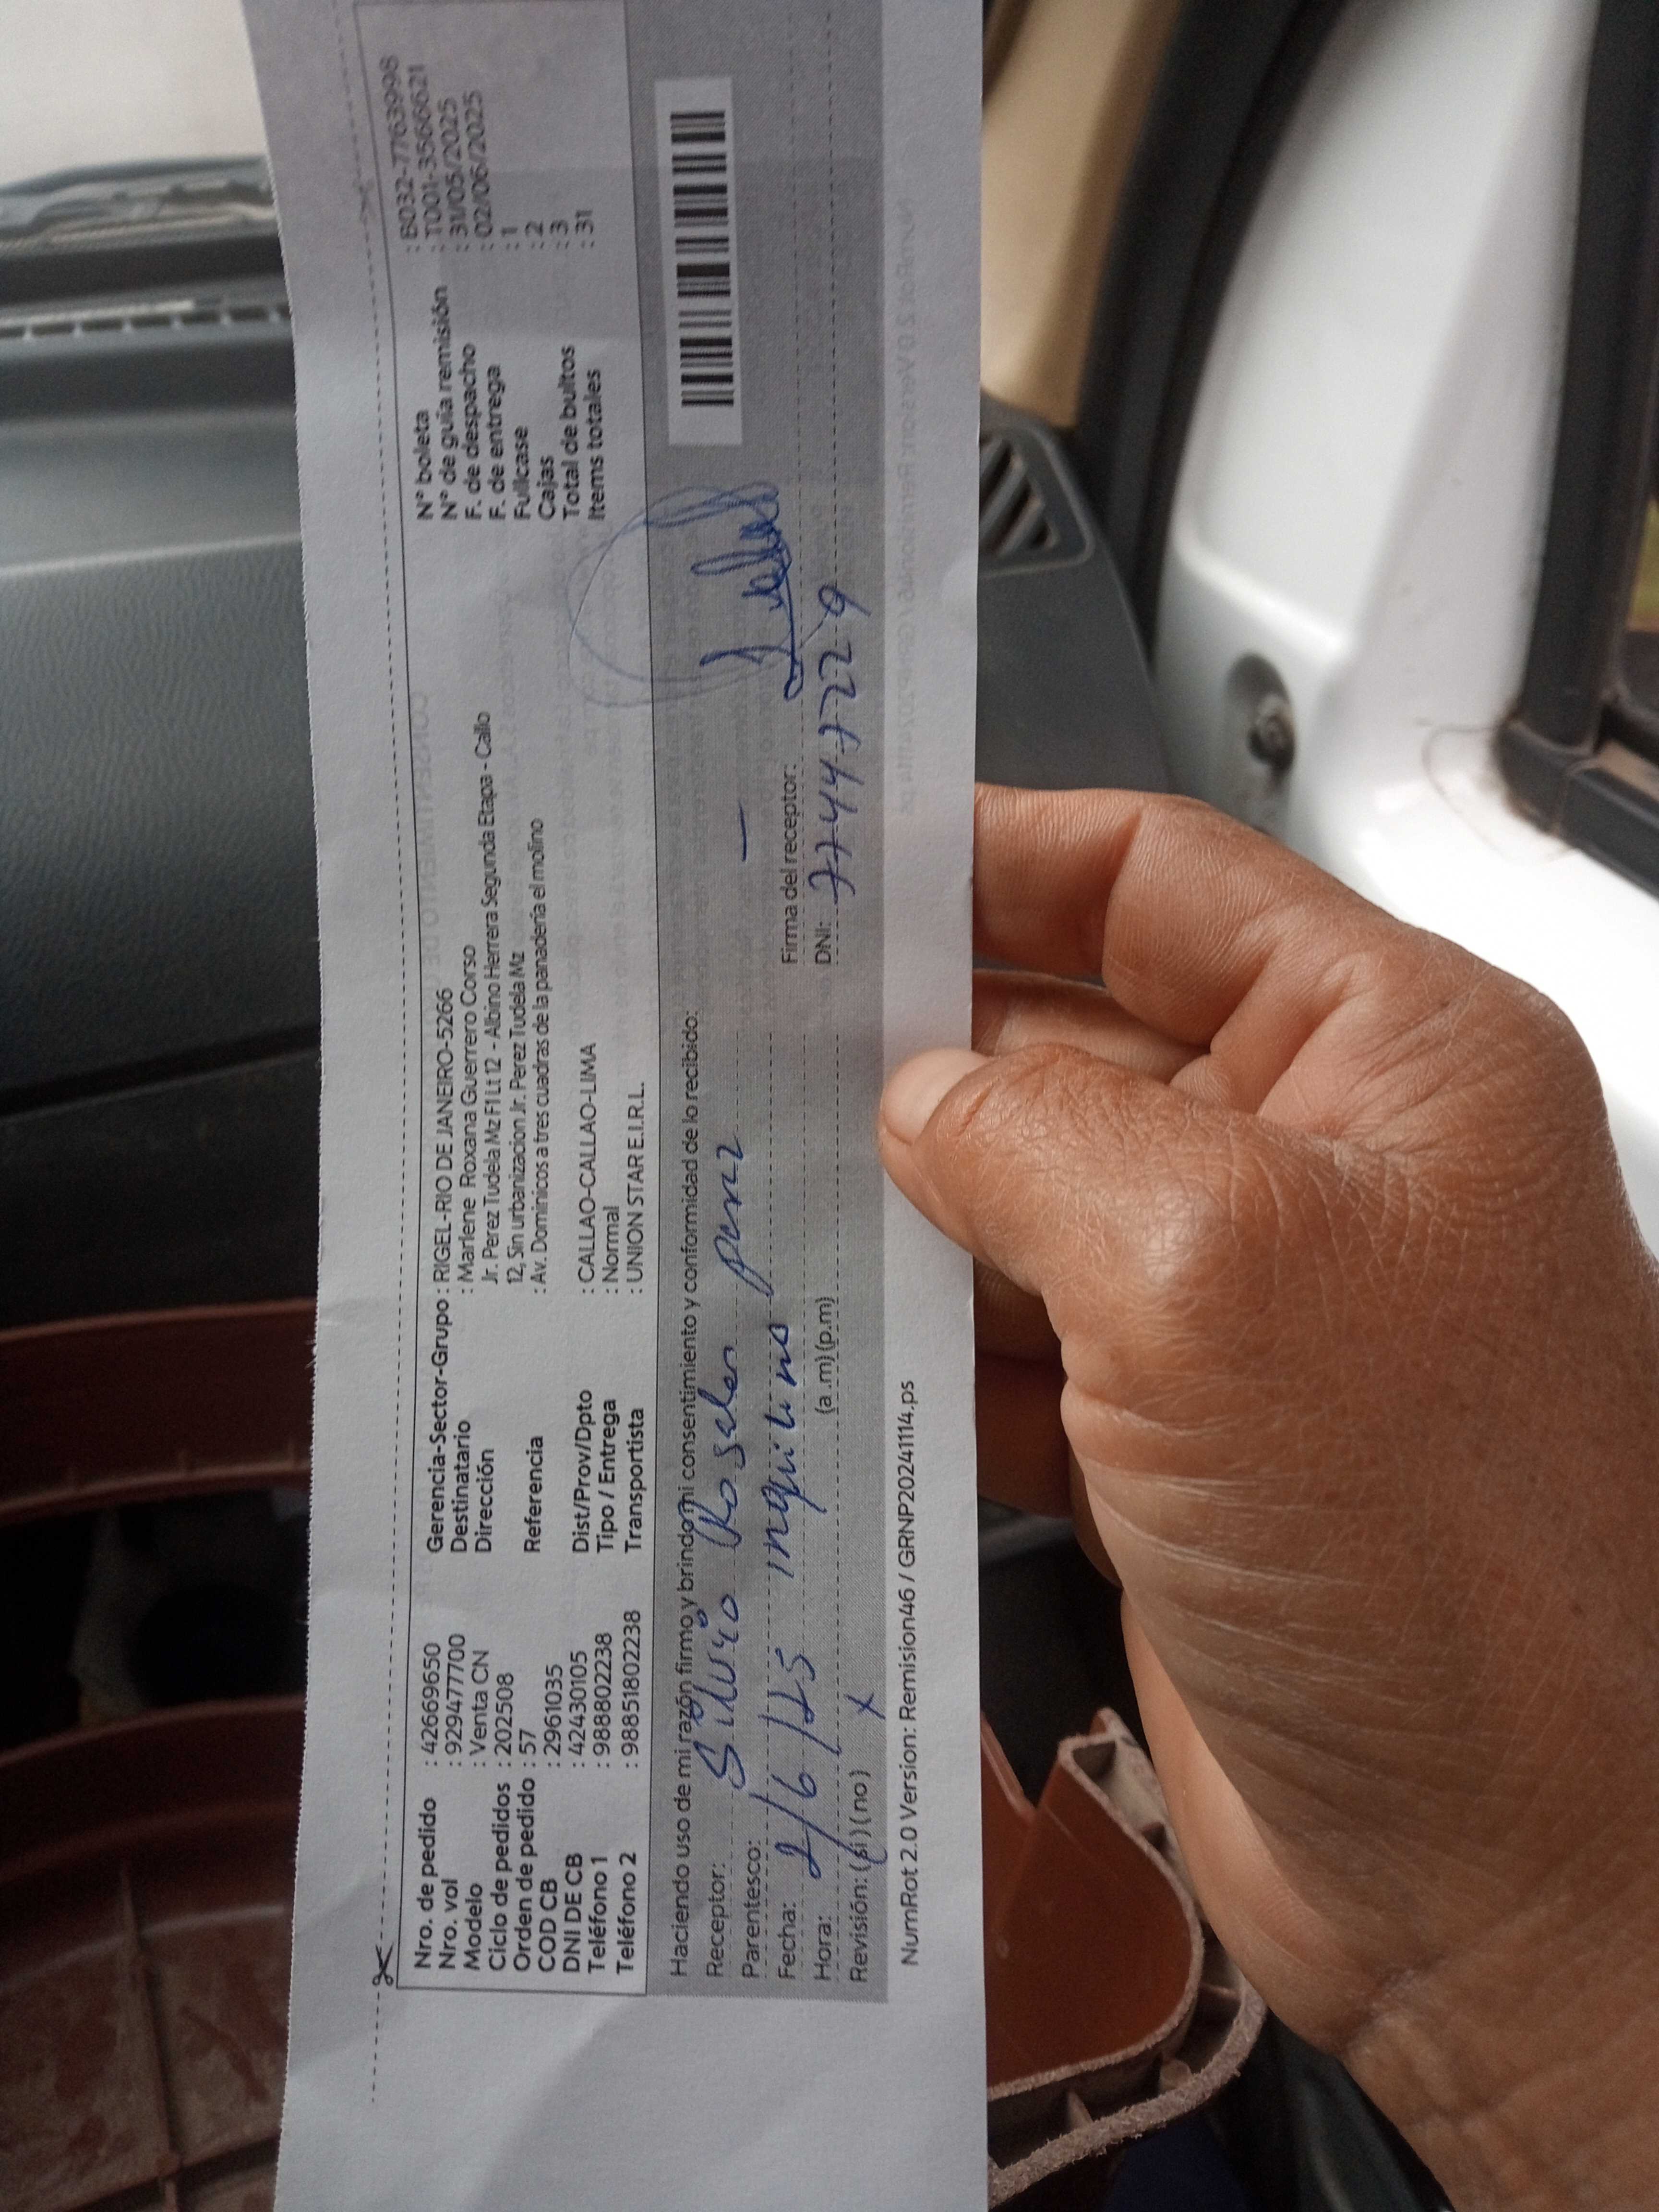 Nro. de pedido : 42669650
Nro. vol : 929477700
Modelo : Venta CN
Ciclo de pedidos : 202508
Orden de pedido : 57
COD CB : 2961035
DNI DE CB : 42430105
Teléfono 1 : 988802238
Teléfono 2 : 988518022238
Gerencia-Sector-Grupo : RIGEL-RIO DE JANEIRO-5266
Destinatario : Marlene Roxana Guerrero Corso
Dirección Jr. Perez Tudela Mz F1 Lt 12 - Albino Herrera Segunda Etapa - Callo
12, Sin urbanizacion Jr. Perez Tudela Mz
Referencia : Av. Dominicos a tres cuadras de la panadería el molino
Dist/Prov/Dpto : CALLAO-CALLAO-LIMA
Tipo / Entrega : Normal
Transportista : UNION STAR E.I.R.L.
N° boleta : B032-77763998
N° de guía remisión : T001-35666621
F. de despacho : 31/05/2025
F. de entrega : 02/06/2025
Fullcase : 1
Cajas : 2
Total de bultos : 3
Items totales : 31
Haciendo uso de mi razón firmo y brindo mi consentimiento y conformidad de lo recibido:
Receptor: Silverio Rosales
Parentesco: inquilino
Fecha: 2/6/25
Hora: (a.m) (p.m)
Revisión: (si) (no) X
Firma del receptor:
DNI: 77447229
NumRot 2.0 Version: Remision46 / GRNP20241114.ps